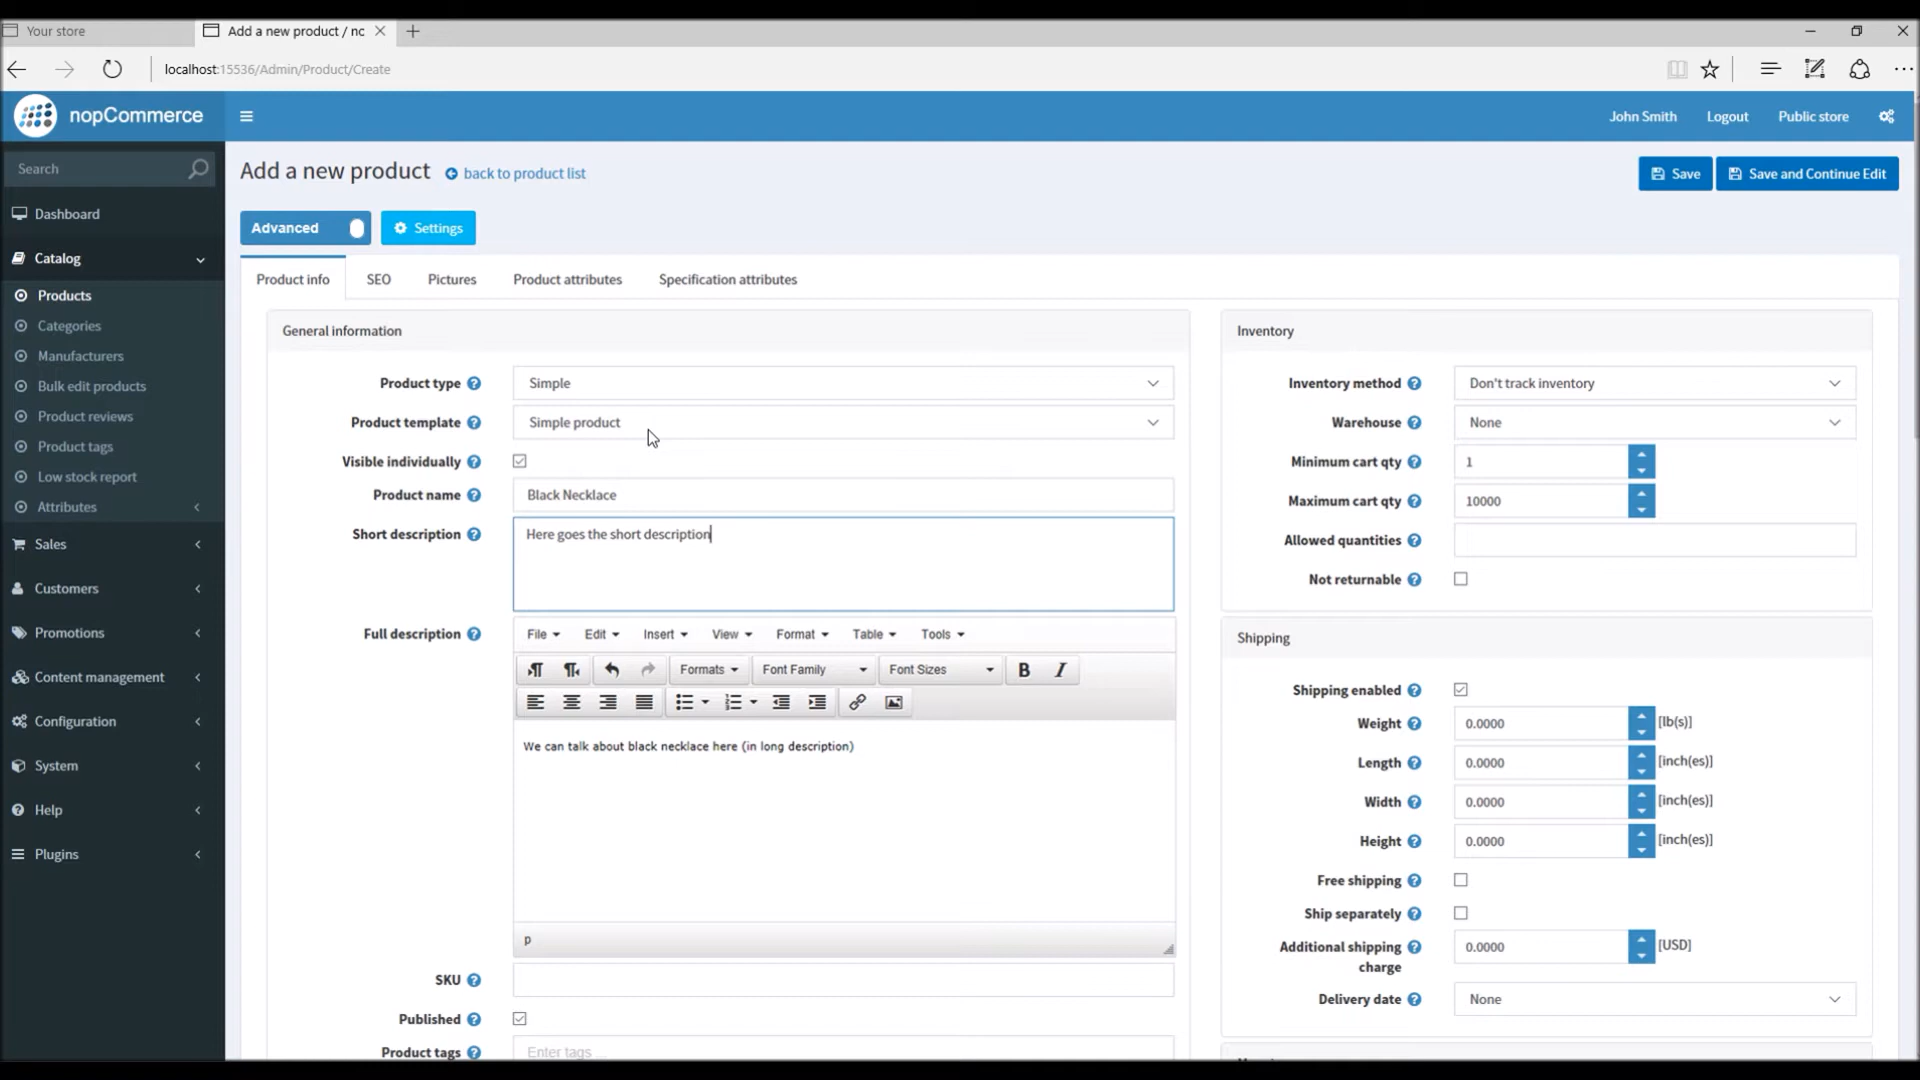 Your store
Add a new product / nc
localhost:15536/Admin/Product/Create
nopCommerce
John Smith
Logout
Public store
Search
Dashboard
Catalog
Products
Categories
Manufacturers
Bulk edit products
Product reviews
Product tags
Low stock report
Attributes
Sales
Customers
Promotions
Content management
Configuration
System
Help
Plugins
Add a new product
back to product list
Save
Save and Continue Edit
Advanced
Settings
Product info
SEO
Pictures
Product attributes
Specification attributes
General information
Product type
Simple
Product template
Simple product
Visible individually
Product name
Black Necklace
Short description
Here goes the short description
Full description
File
Edit
Insert
View
Format
Table
Tools
Formats
Font Family
Font Sizes
B
I
We can talk about black necklace here (in long description)
p
SKU
Published
Product tags
Enter tags ...
Inventory
Inventory method
Don't track inventory
Warehouse
None
Minimum cart qty
1
Maximum cart qty
10000
Allowed quantities
Not returnable
Shipping
Shipping enabled
Weight
0.0000
[lb(s)]
Length
0.0000
[inch(es)]
Width
0.0000
[inch(es)]
Height
0.0000
[inch(es)]
Free shipping
Ship separately
Additional shipping
charge
0.0000
[USD]
Delivery date
None